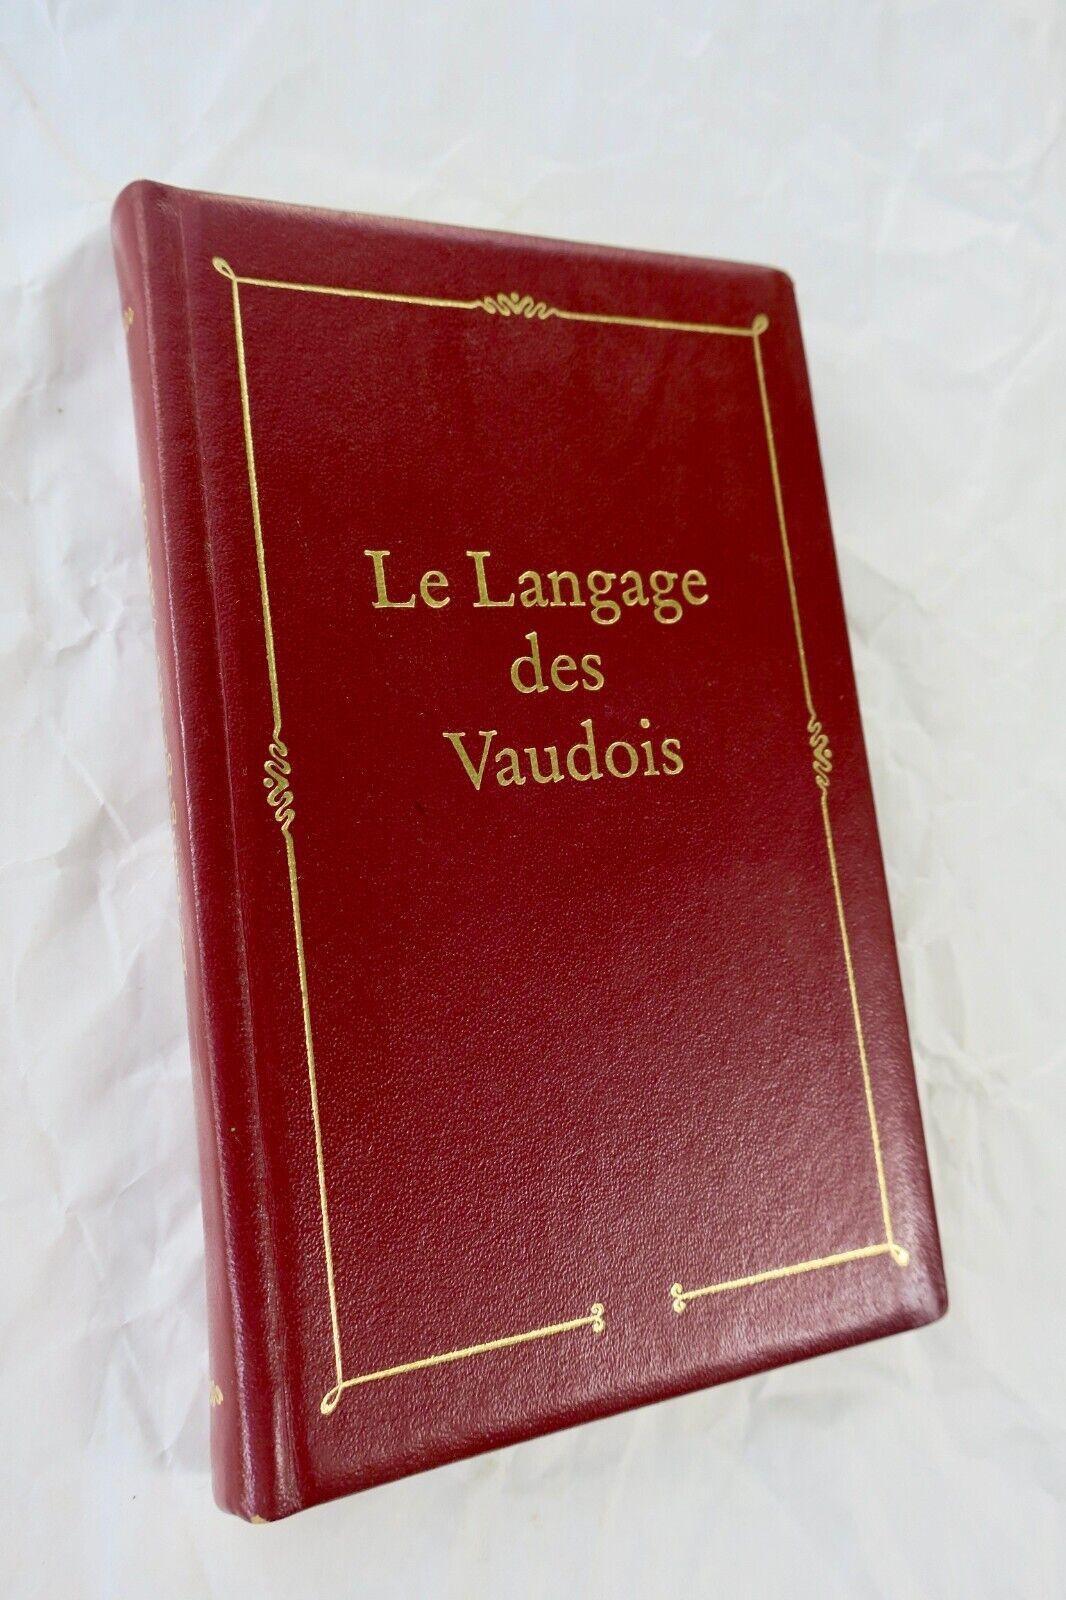 Le Langage
des
Vaudois